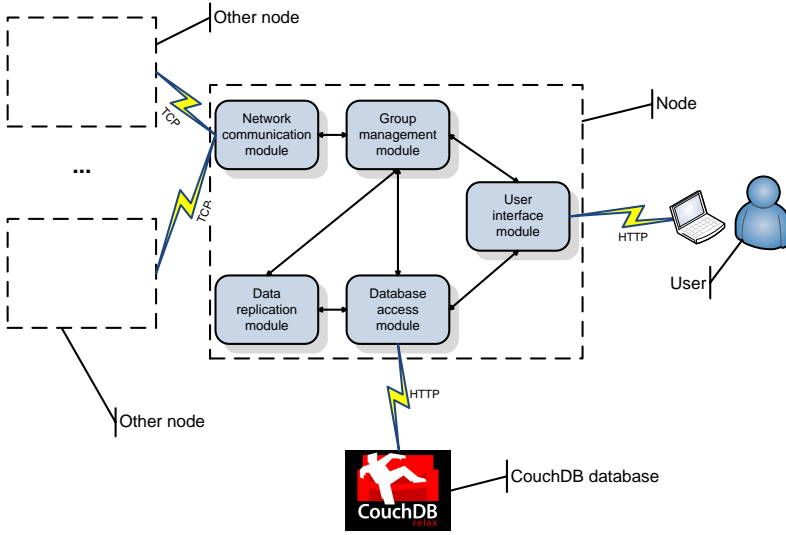 Other node
Node
TCP
Network
communication
module
Group
management
module
...
TCP
User
interface
module
HTTP
User
Data
replication
module
Database
access
module
HTTP
Other node
CouchDB database
CouchDB
relax